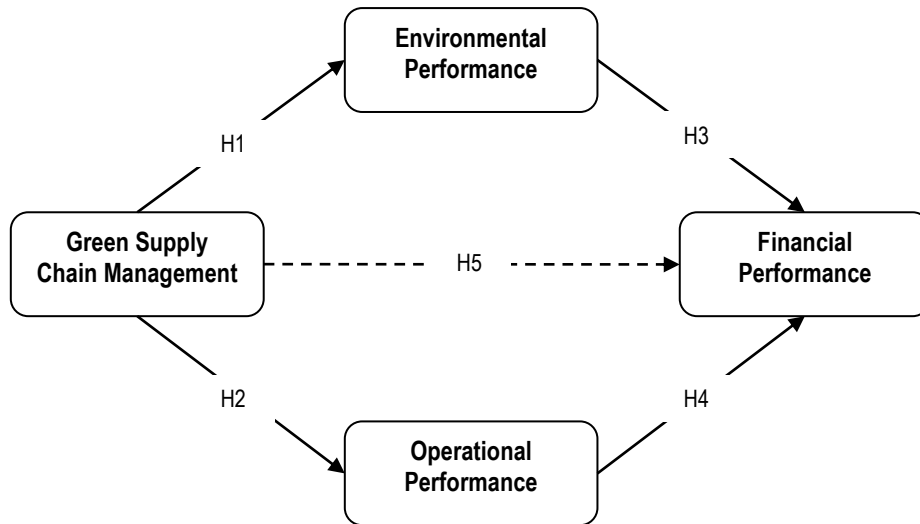 Environmental
Performance
H1
H3
Green Supply
Chain Management
H5
Financial
Performance
H2
H4
Operational
Performance